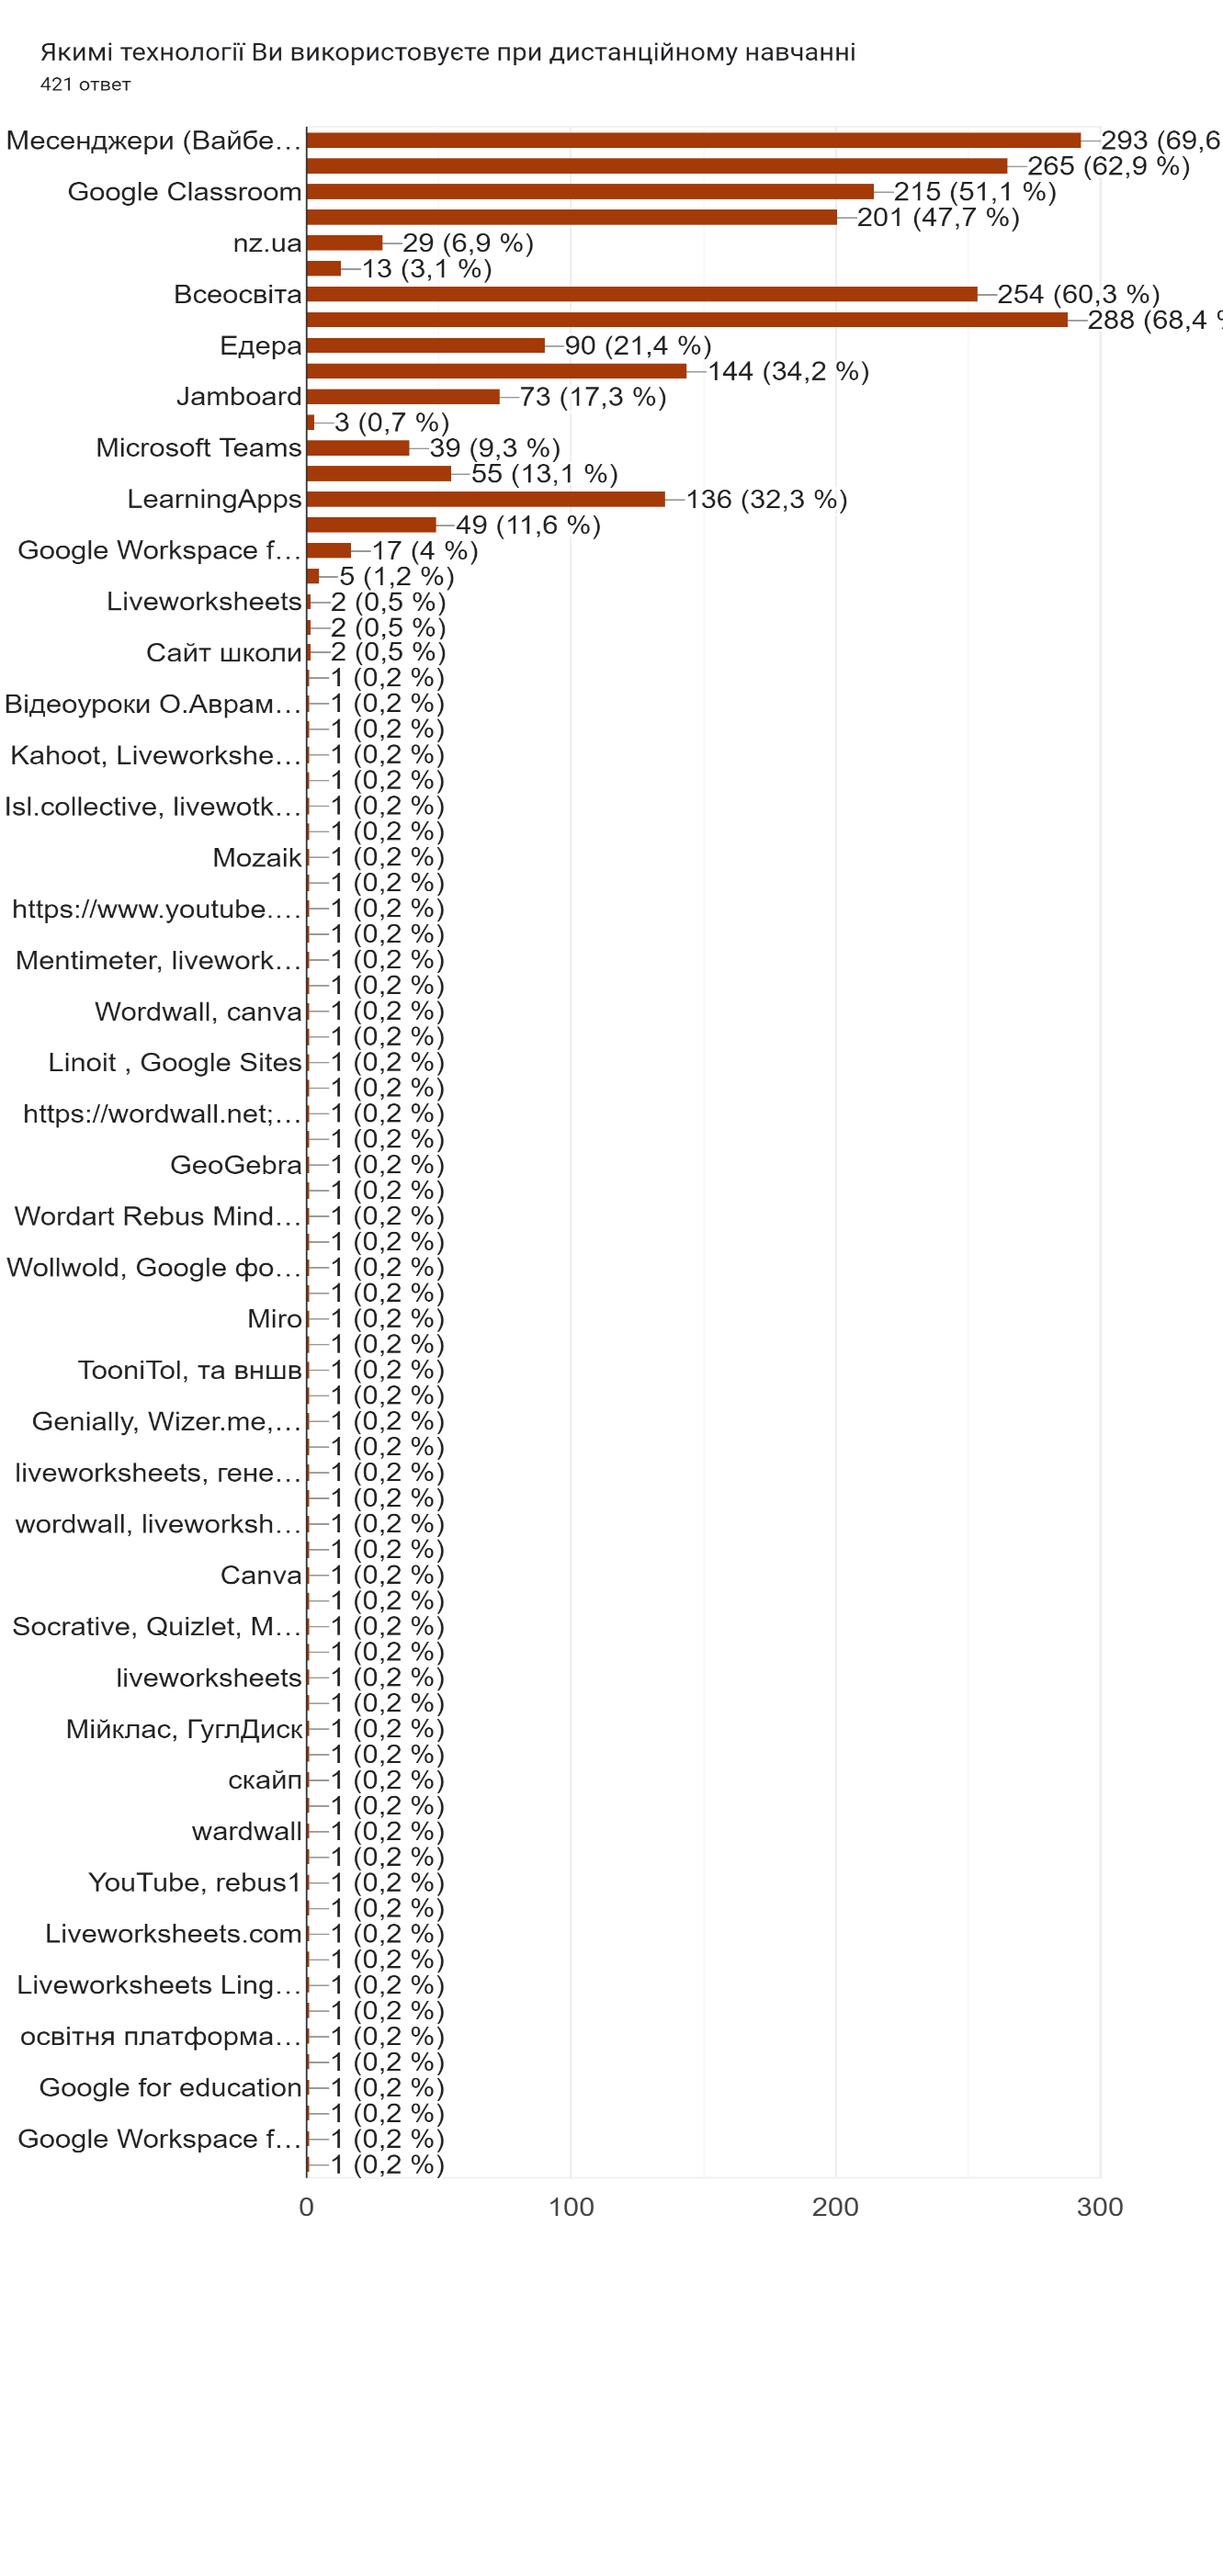 Якимі технології Ви використовуєте при дистанційному навчанні
421 ответ
Месенджери (Вайбе… 293 (69,6
265 (62,9 %)
Google Classroom 215 (51,1 %)
201 (47,7 %)
nz.ua 29 (6,9 %)
13 (3,1 %)
Всеосвіта 254 (60,3 %)
288 (68,4 %
Едера 90 (21,4 %)
144 (34,2 %)
Jamboard 73 (17,3 %)
3 (0,7 %)
Microsoft Teams 39 (9,3 %)
55 (13,1 %)
LearningApps 136 (32,3 %)
49 (11,6 %)
Google Workspace f… 17 (4 %)
5 (1,2 %)
Liveworksheets 2 (0,5 %)
2 (0,5 %)
Сайт школи 2 (0,5 %)
1 (0,2 %)
Відеоуроки О.Аврам… 1 (0,2 %)
1 (0,2 %)
Kahoot, Liveworkshe… 1 (0,2 %)
1 (0,2 %)
Isl.collective, livewotk… 1 (0,2 %)
1 (0,2 %)
Mozaik 1 (0,2 %)
1 (0,2 %)
https://www.youtube.… 1 (0,2 %)
1 (0,2 %)
Mentimeter, livework… 1 (0,2 %)
1 (0,2 %)
Wordwall, canva 1 (0,2 %)
1 (0,2 %)
Linoit , Google Sites 1 (0,2 %)
1 (0,2 %)
https://wordwall.net;… 1 (0,2 %)
1 (0,2 %)
GeoGebra 1 (0,2 %)
1 (0,2 %)
Wordart Rebus Mind… 1 (0,2 %)
1 (0,2 %)
Wollwold, Google фо… 1 (0,2 %)
1 (0,2 %)
Miro 1 (0,2 %)
1 (0,2 %)
TooniTol, та вншв 1 (0,2 %)
1 (0,2 %)
Genially, Wizer.me,… 1 (0,2 %)
1 (0,2 %)
liveworksheets, гене… 1 (0,2 %)
1 (0,2 %)
wordwall, liveworksh… 1 (0,2 %)
1 (0,2 %)
Canva 1 (0,2 %)
1 (0,2 %)
Socrative, Quizlet, M… 1 (0,2 %)
1 (0,2 %)
liveworksheets 1 (0,2 %)
1 (0,2 %)
Мійклас, ГуглДиск 1 (0,2 %)
1 (0,2 %)
скайп 1 (0,2 %)
1 (0,2 %)
wardwall 1 (0,2 %)
1 (0,2 %)
YouTube, rebus1 1 (0,2 %)
1 (0,2 %)
Liveworksheets.com 1 (0,2 %)
1 (0,2 %)
Liveworksheets Ling… 1 (0,2 %)
1 (0,2 %)
освітня платформа… 1 (0,2 %)
1 (0,2 %)
Google for education 1 (0,2 %)
1 (0,2 %)
Google Workspace f… 1 (0,2 %)
1 (0,2 %)
0 100 200 300